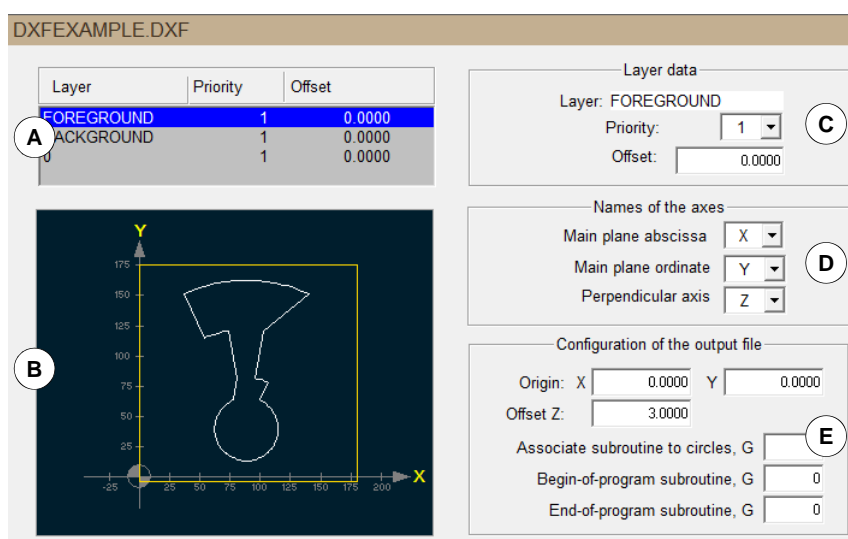 DXFEXAMPLE.DXF
Layer Priority Offset
FOREGROUND 1 0.0000
BACKGROUND 1 0.0000
0 1 0.0000
A
Layer data
Layer: FOREGROUND
Priority: 1
Offset: 0.0000
C
Names of the axes
Main plane abscissa X
Main plane ordinate Y
Perpendicular axis Z
D
Y
175
150
125
100
75
50
25
-25 25 50 75 100 125 150 175 200
X
B
Configuration of the output file
Origin: X 0.0000 Y 0.0000
Offset Z: 3.0000
Associate subroutine to circles, G
Begin-of-program subroutine, G 0
End-of-program subroutine, G 0
E